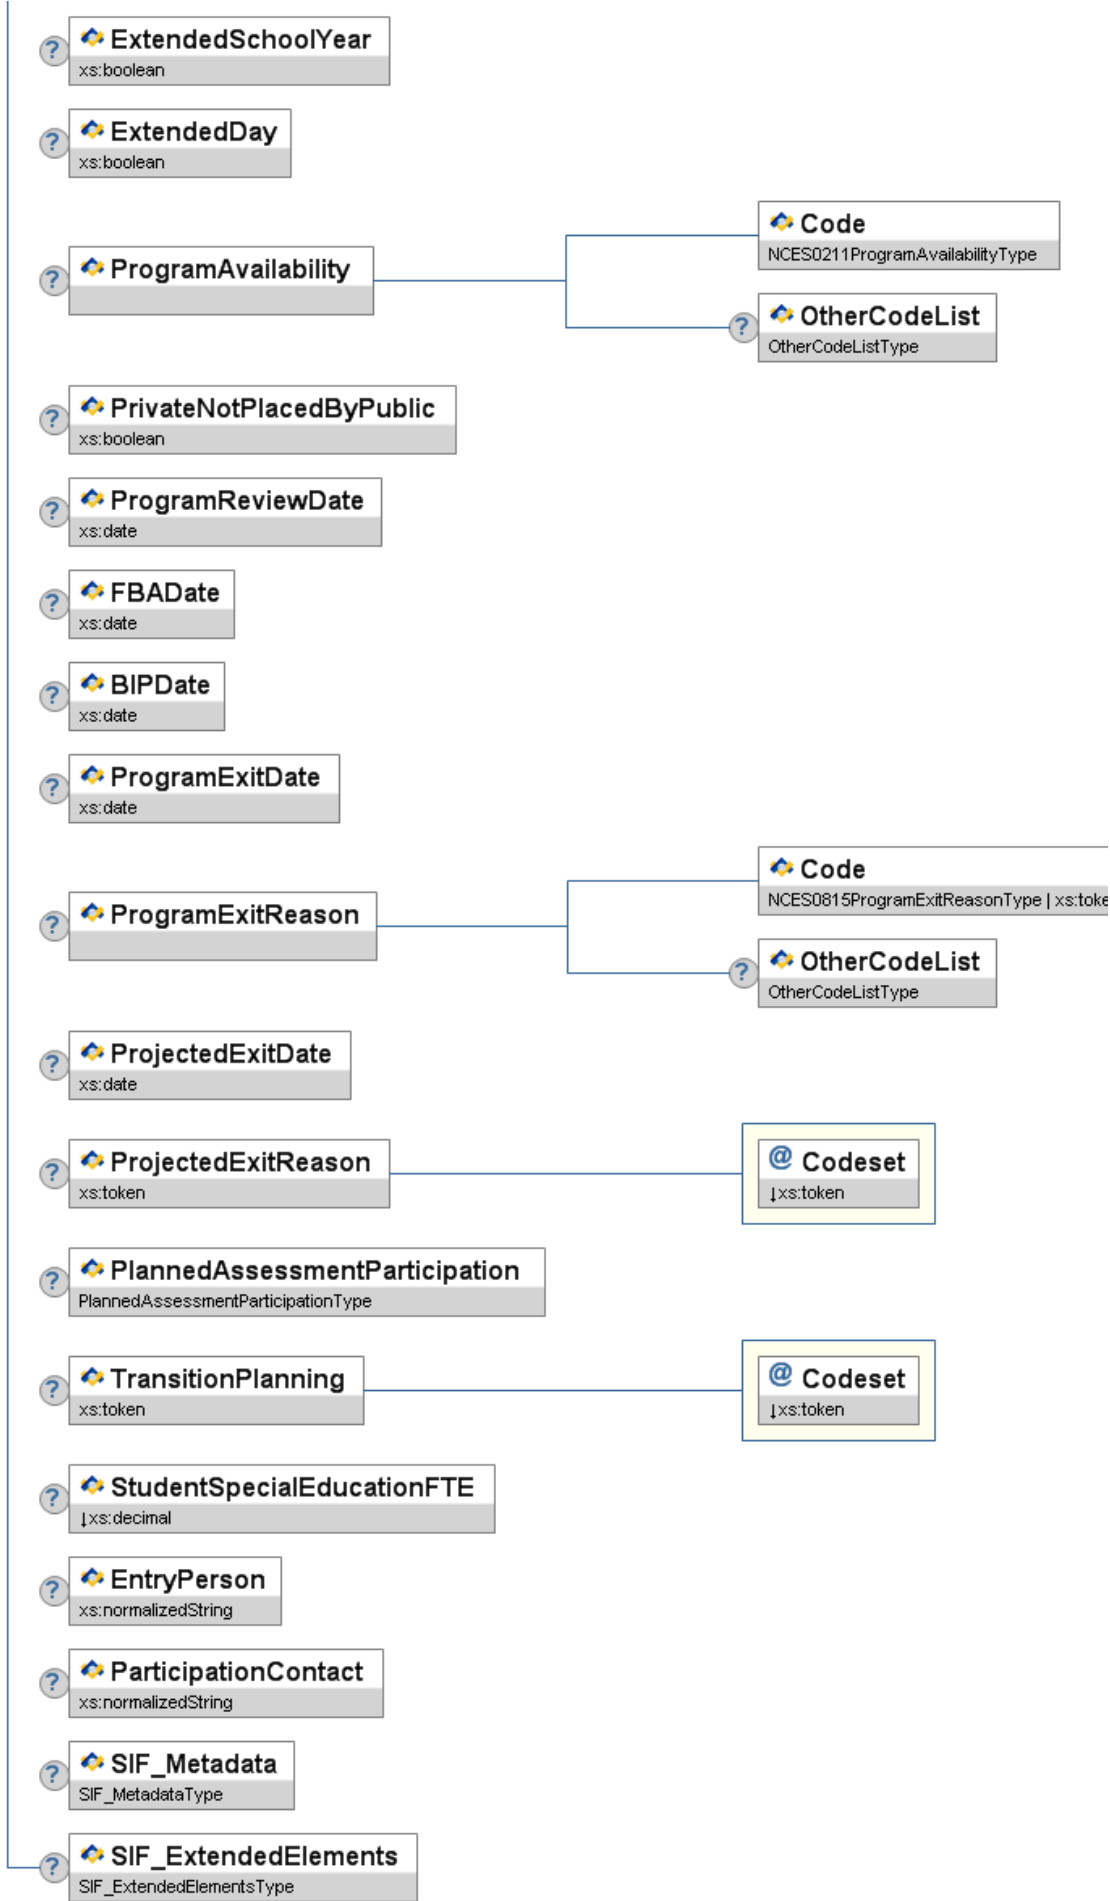 ? ExtendedSchoolYear
xs:boolean
? ExtendedDay
xs:boolean
? ProgramAvailability
Code
NCES0211ProgramAvailabilityType
? OtherCodeList
OtherCodeListType
? PrivateNotPlacedByPublic
xs:boolean
? ProgramReviewDate
xs:date
? FBADate
xs:date
? BIPDate
xs:date
? ProgramExitDate
xs:date
? ProgramExitReason
Code
NCES0815ProgramExitReasonType | xs:toke
? OtherCodeList
OtherCodeListType
? ProjectedExitDate
xs:date
? ProjectedExitReason
xs:token
@ Codeset
↓xs:token
? PlannedAssessmentParticipation
PlannedAssessmentParticipationType
? TransitionPlanning
xs:token
@ Codeset
↓xs:token
? StudentSpecialEducationFTE
↓xs:decimal
? EntryPerson
xs:normalizedString
? ParticipationContact
xs:normalizedString
? SIF_Metadata
SIF_MetadataType
? SIF_ExtendedElements
SIF_ExtendedElementsType